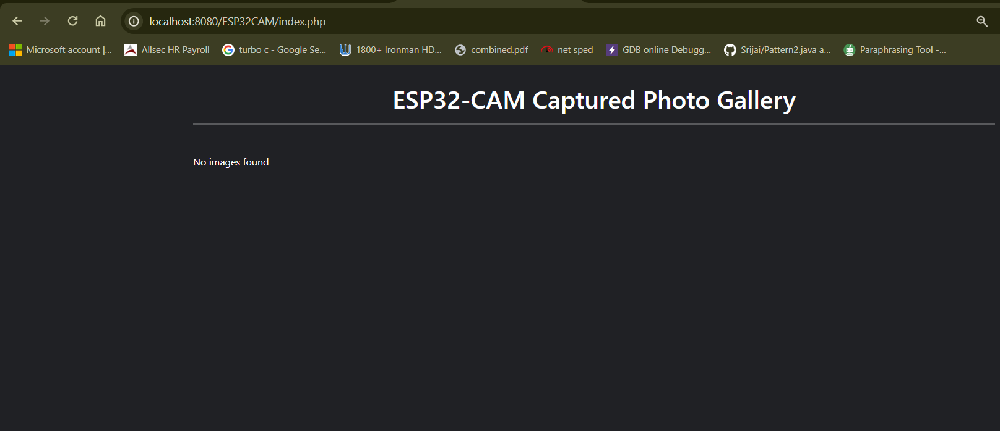 localhost:8080/ESP32CAM/index.php
Microsoft account |... Allsec HR Payroll turbo c - Google Se... 1800+ Ironman HD... combined.pdf net sped GDB online Debugg... Srijai/Pattern2.java a... Paraphrasing Tool -...
ESP32-CAM Captured Photo Gallery
No images found